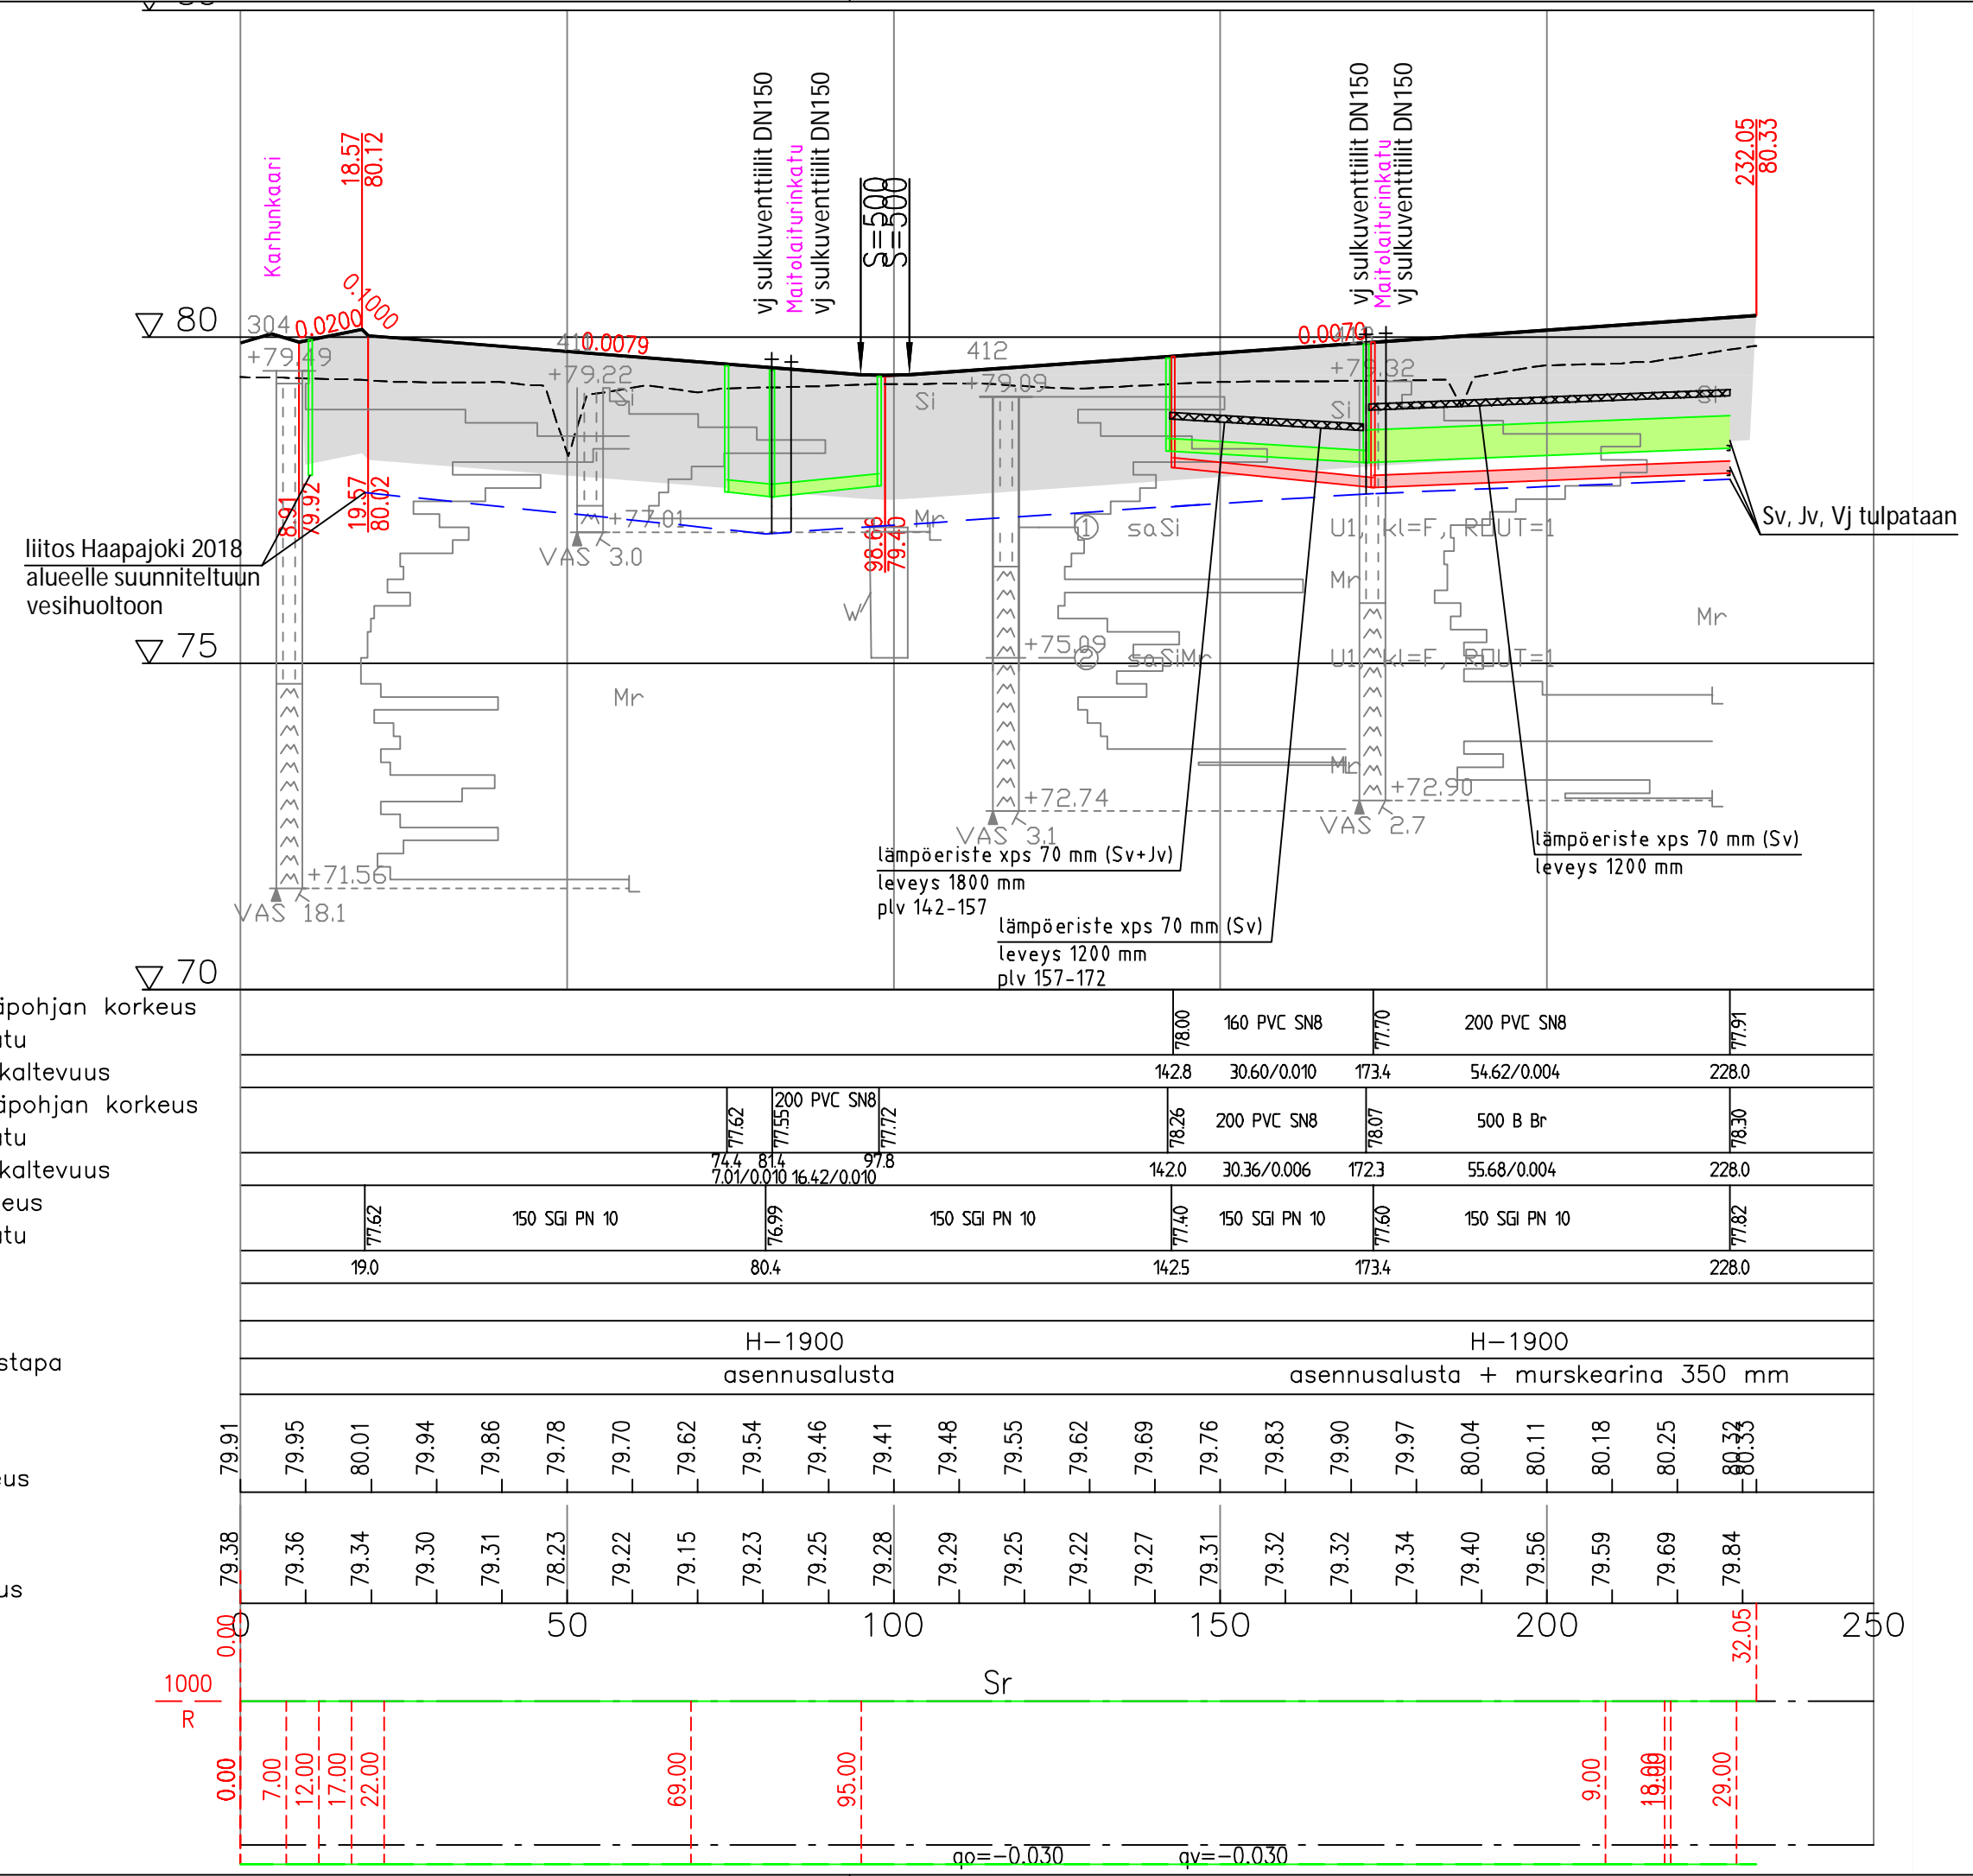 Karhunkaari
18.57
80.12
vj sulkuventtiilit DN150
Maitolaiturinkatu
vj sulkuventtiilit DN150
S=500
S=500
vj sulkuventtiilit DN150
Maitolaiturinkatu
vj sulkuventtiilit DN150
232.05
80.33
80
304
0.0200
0.1000
0.0079
412
0.0070
+79.49
+79.22
+79.09
+79.32
Si
Si
Si
Si
8.91
79.92
19.57
80.02
98.66
79.40
+77.01
VAS 3.0
Mr
W
1
saSi
U1, kl=F, ROUT=1
Sv, Jv, Vj tulpataan
liitos Haapajoki 2018
alueelle suunniteltuun
vesihuoltoon
Mr
Mr
75
+75.09
2
saSiMr
U1, kl=F, ROUT=1
Mr
Mr
+72.74
VAS 3.1
+72.90
VAS 2.7
+71.56
VAS 18.1
lämpöeriste xps 70 mm (Sv+Jv)
leveys 1800 mm
plv 142-157
lämpöeriste xps 70 mm (Sv)
leveys 1200 mm
plv 157-172
lämpöeriste xps 70 mm (Sv)
leveys 1200 mm
70
äpohjan korkeus
atu
78.00
160 PVC SN8
77.70
200 PVC SN8
77.91
kaltevuus
142.8
30.60/0.010
173.4
54.62/0.004
228.0
äpohjan korkeus
atu
77.62
77.55
200 PVC SN8
77.72
78.26
200 PVC SN8
78.07
500 B Br
78.30
kaltevuus
74.4
81.4
97.8
7.01/0.010
16.42/0.010
142.0
30.36/0.006
172.3
55.68/0.004
228.0
eus
atu
77.62
150 SGI PN 10
76.99
150 SGI PN 10
77.40
150 SGI PN 10
77.60
150 SGI PN 10
77.82
19.0
80.4
142.5
173.4
228.0
H-1900
H-1900
stapa
asennusalusta
asennusalusta + murskearina 350 mm
eus
79.91
79.95
80.01
79.94
79.86
79.78
79.70
79.62
79.54
79.46
79.41
79.48
79.55
79.62
79.69
79.76
79.83
79.90
79.97
80.04
80.11
80.18
80.25
80.32
80.33
us
79.38
79.36
79.34
79.30
79.31
78.23
79.22
79.15
79.23
79.25
79.28
79.29
79.25
79.22
79.27
79.31
79.32
79.32
79.34
79.40
79.56
79.59
79.69
79.84
0
50
100
150
200
250
0.00
32.05
1000
R
Sr
0.00
7.00
12.00
17.00
22.00
69.00
95.00
9.00
18.00
19.00
29.00
qo=-0.030
qv=-0.030